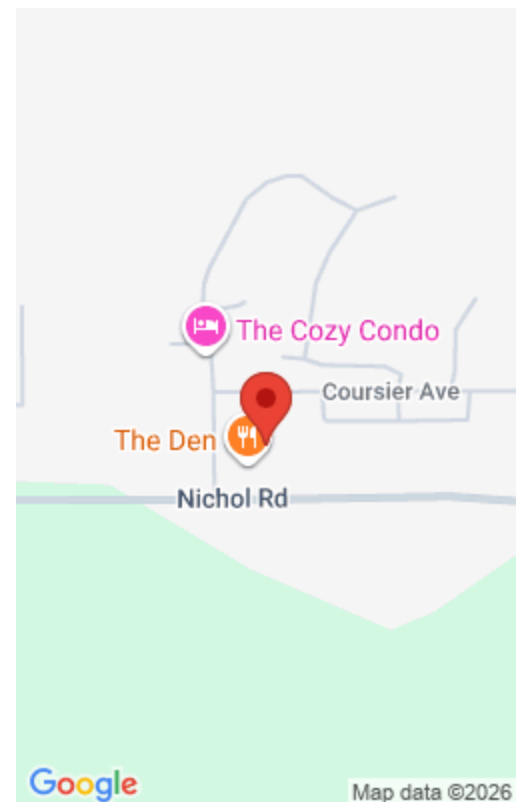 The Cozy Condo
Coursier Ave
The Den
Nichol Rd
Google
Map data ©2026